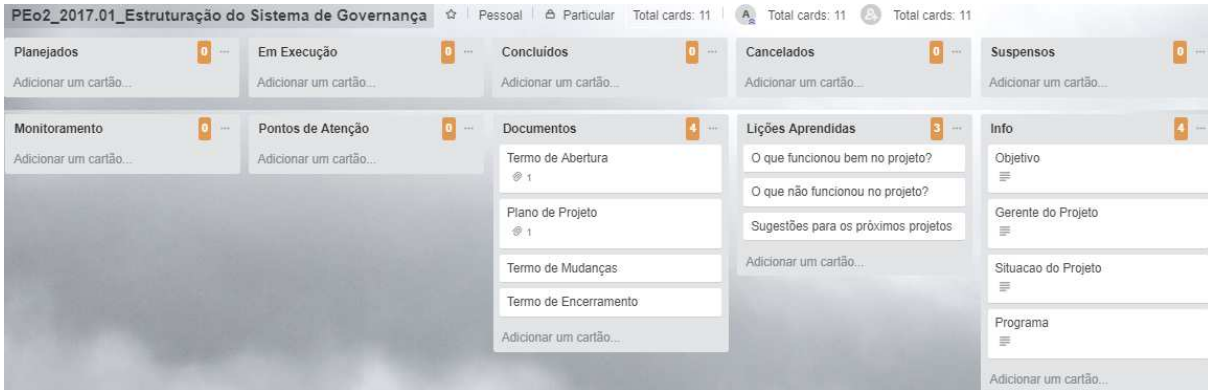 PEo2_2017.01_Estruturação do Sistema de Governança ☆ Pessoal Particular Total cards: 11 A Total cards: 11 Total cards: 11
Planejados 0 ...
Adicionar um cartão...
Em Execução 0 ...
Adicionar um cartão...
Concluídos 0 ...
Adicionar um cartão...
Cancelados 0 ...
Adicionar um cartão...
Suspensos 0 ...
Adicionar um cartão...
Monitoramento 0 ...
Adicionar um cartão...
Pontos de Atenção 0 ...
Adicionar um cartão...
Documentos 4 ...
Termo de Abertura
1
Plano de Projeto
1
Termo de Mudanças
Termo de Encerramento
Adicionar um cartão...
Lições Aprendidas 3 ...
O que funcionou bem no projeto?
O que não funcionou no projeto?
Sugestões para os próximos projetos
Adicionar um cartão...
Info 4 ...
Objetivo
Gerente do Projeto
Situacao do Projeto
Programa
Adicionar um cartão...